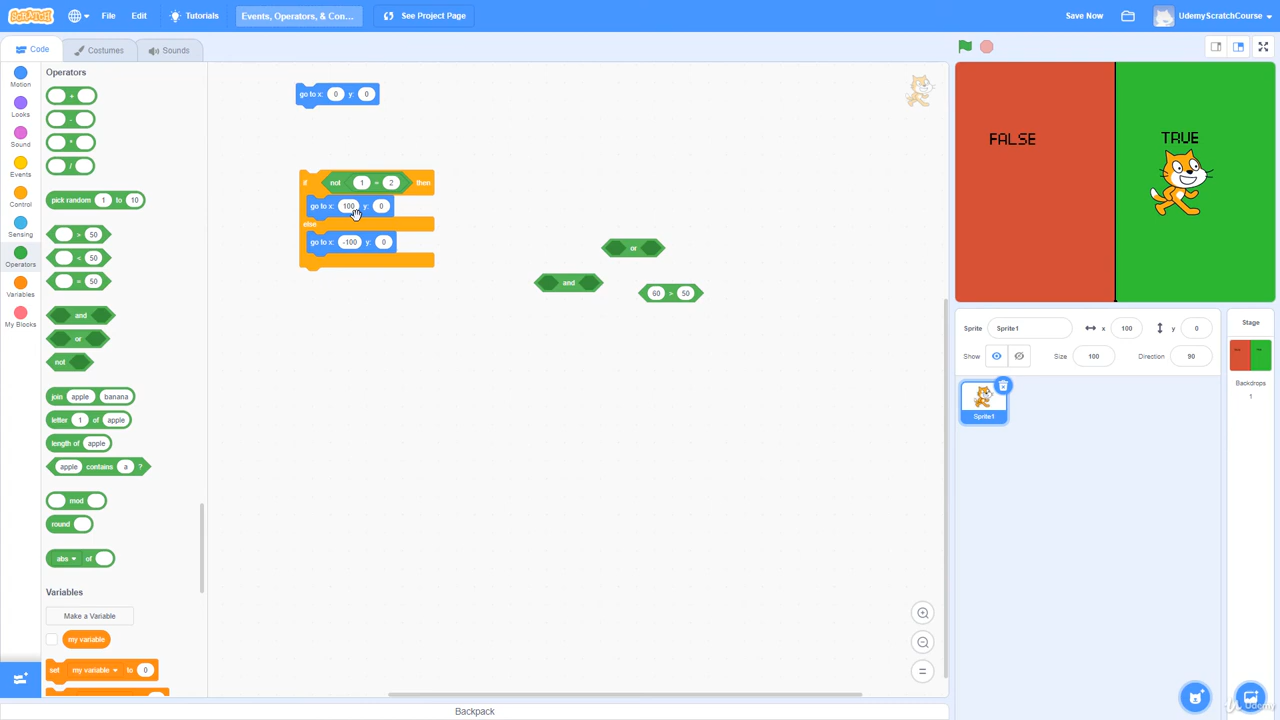 SCRATCH File Edit Tutorials Events, Operators, & Con... See Project Page Save Now UdemyScratchCourse
Code Costumes Sounds
Motion
Looks
Sound
Events
Control
Sensing
Operators
Variables
My Blocks
Operators
+
-
*
/
pick random 1 to 10
> 50
< 50
= 50
and
or
not
join apple banana
letter 1 of apple
length of apple
apple contains a ?
mod
round
abs of
Variables
Make a Variable
my variable
set my variable to 0
go to x: 0 y: 0
if not 1 = 2 then
go to x: 100 y: 0
else
go to x: -100 y: 0
or
and
60 > 50
=
Backpack
FALSE TRUE
Sprite Sprite1 x 100 y 0
Show Size 100 Direction 90
Sprite1
Stage
Backdrops
1
Udemy